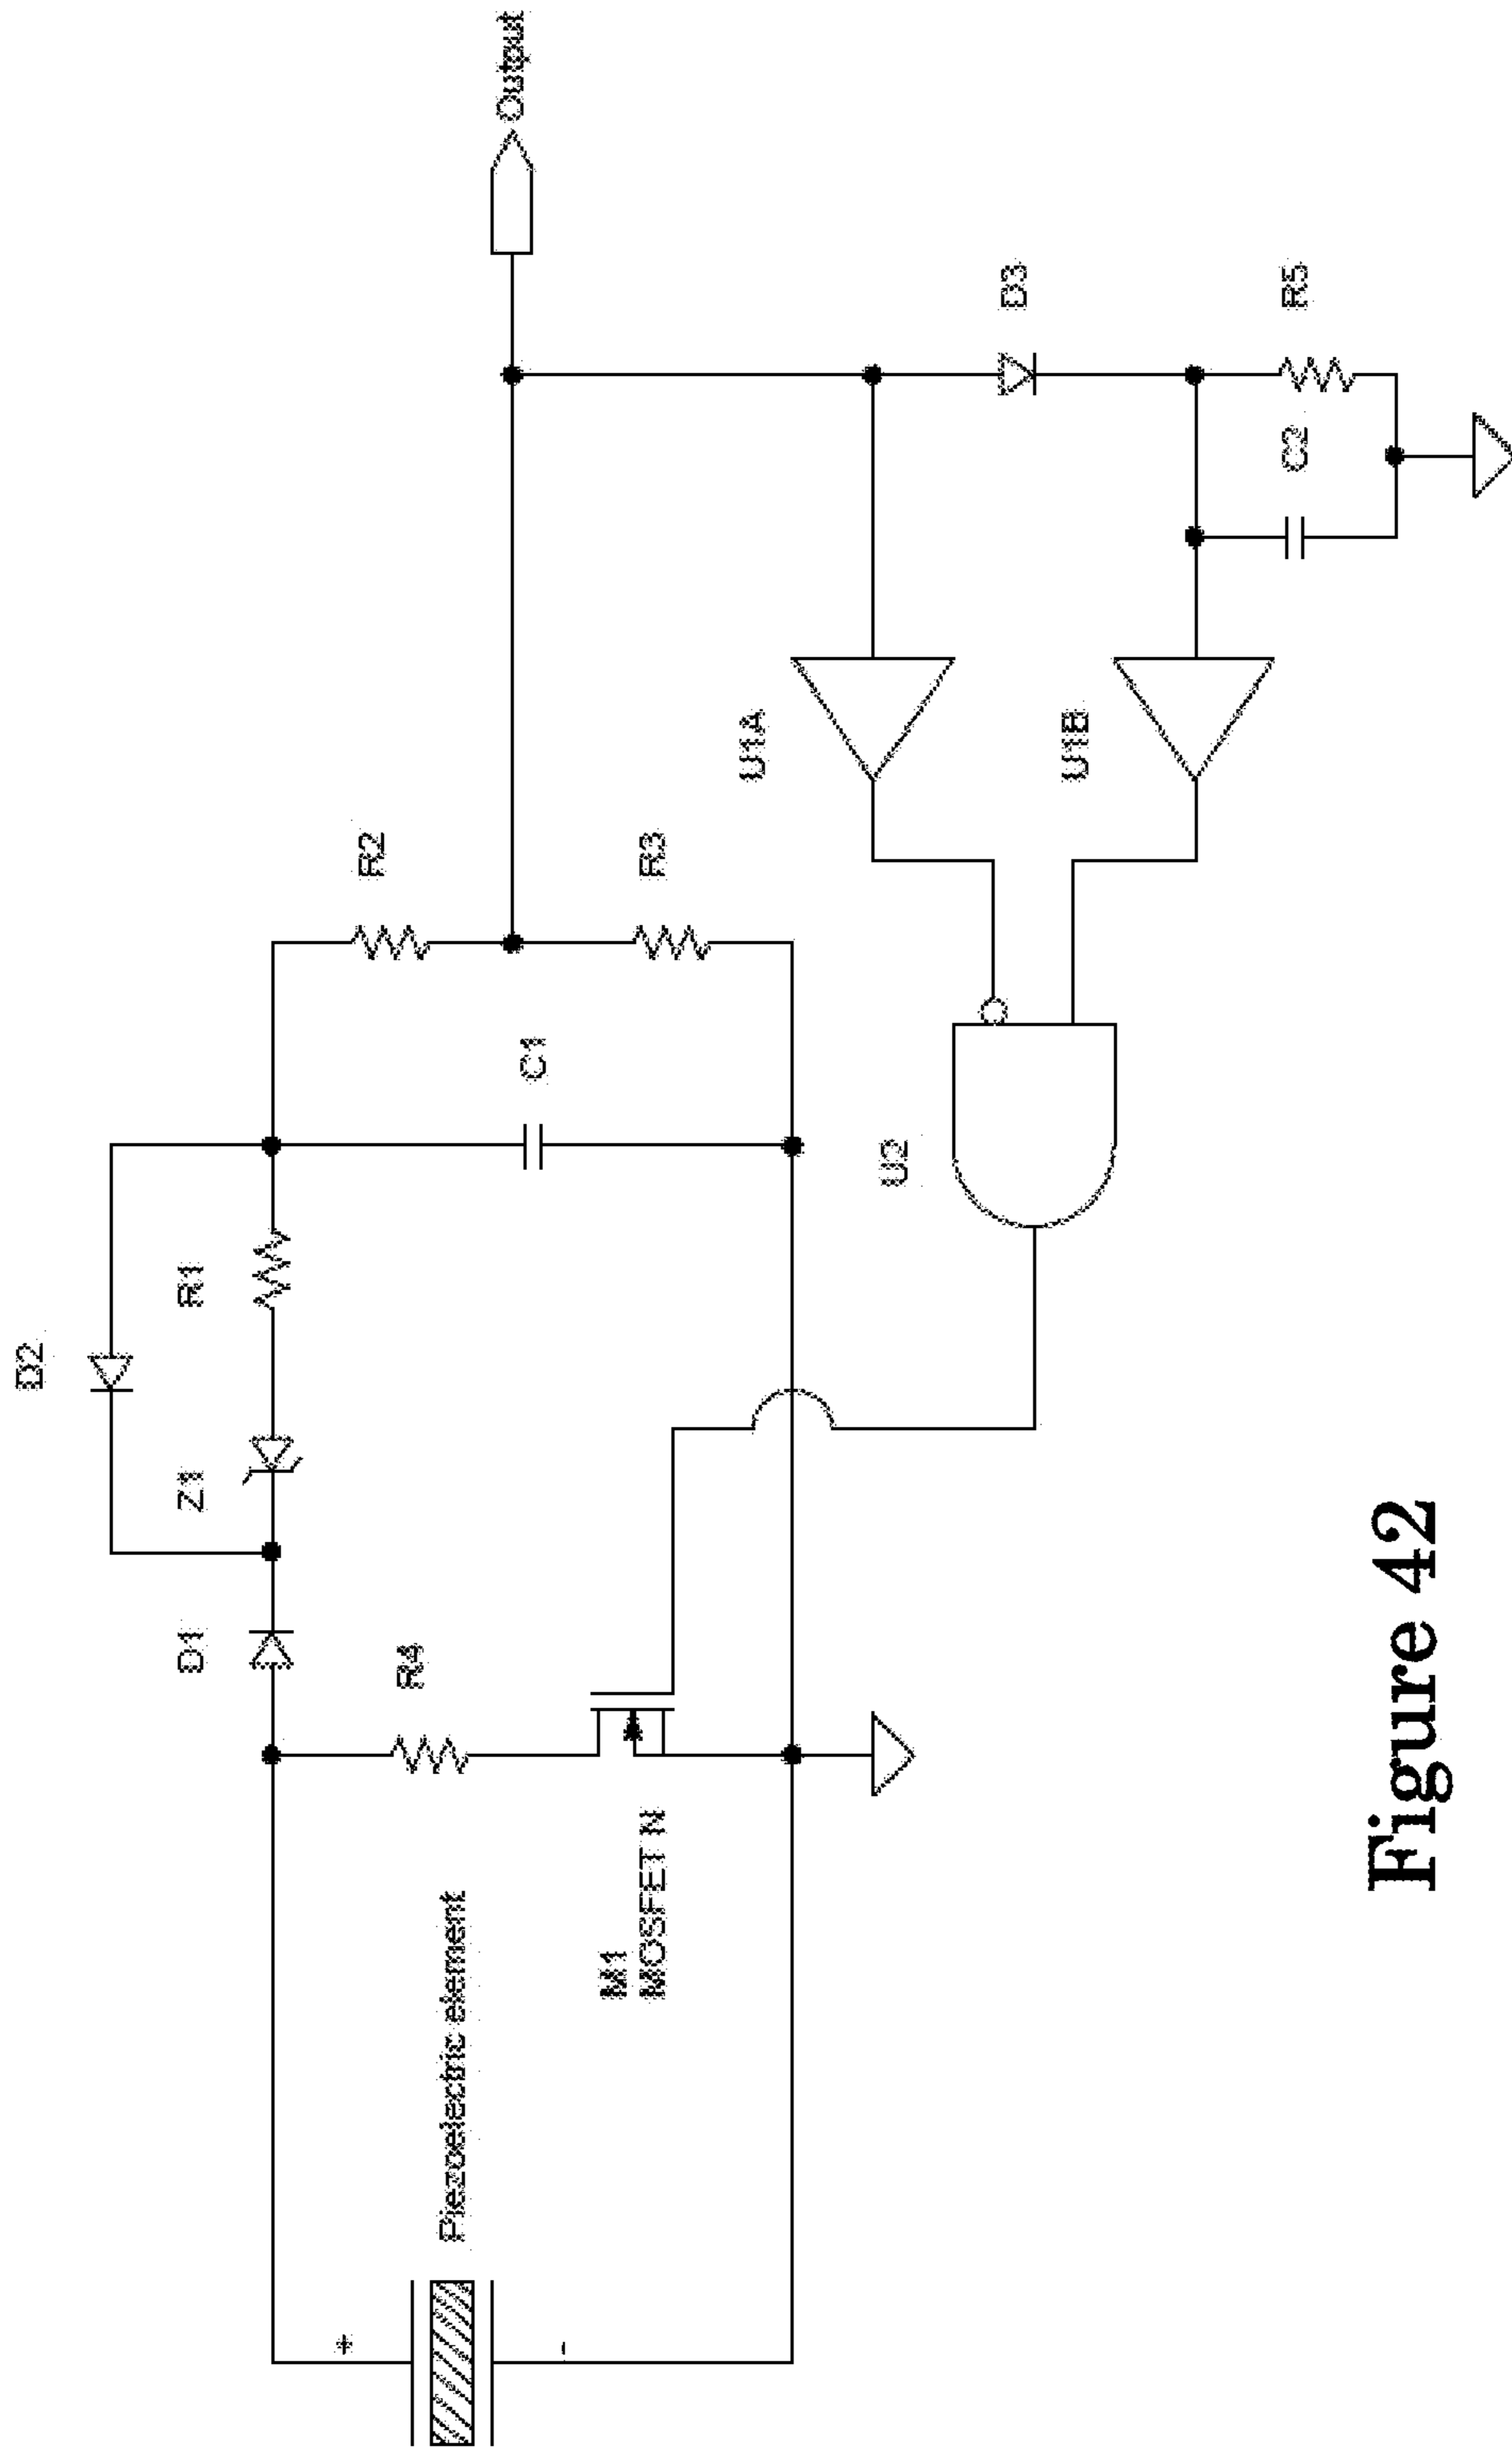 D2
D1
Z1
R1
R2
Output
R4
C1
+
Piezoelectric element
-
M1
MOSFET N
R3
U1A
U2
D3
U1B
C2
R5
Figure 42